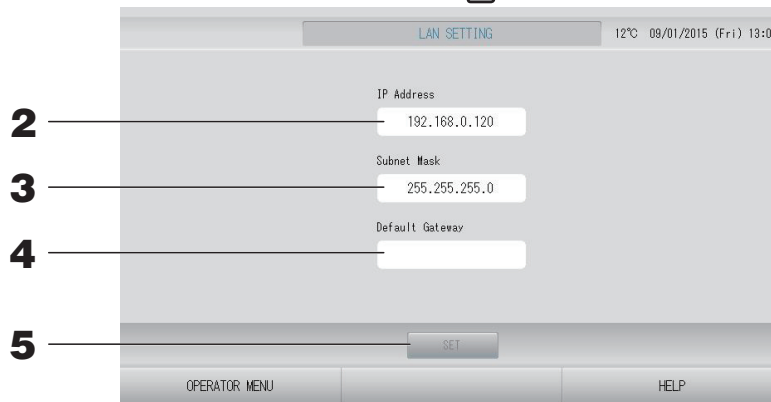 LAN SETTING
12℃ 09/01/2015 (Fri) 13:0
IP Address
2
192.168.0.120
Subnet Mask
3
255.255.255.0
Default Gateway
4
5
SET
OPERATOR MENU
HELP